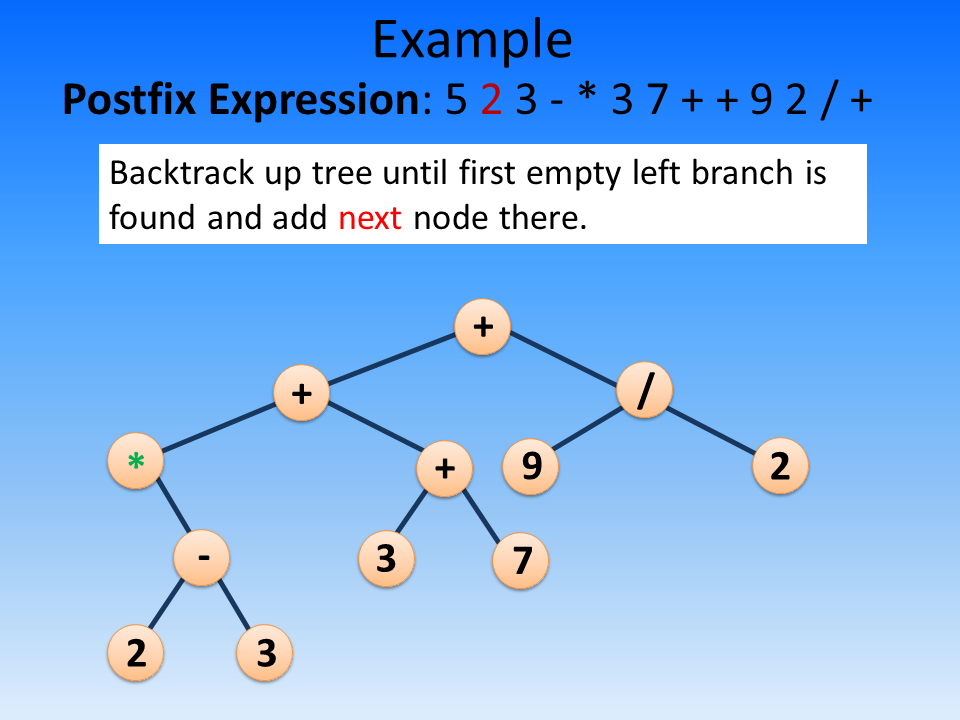 Example
Postfix Expression: 5 2 3 - * 3 7 + + 9 2 / +
Backtrack up tree until first empty left branch is
found and add next node there.
+
+ /
* + 9 2
- 3 7
2 3